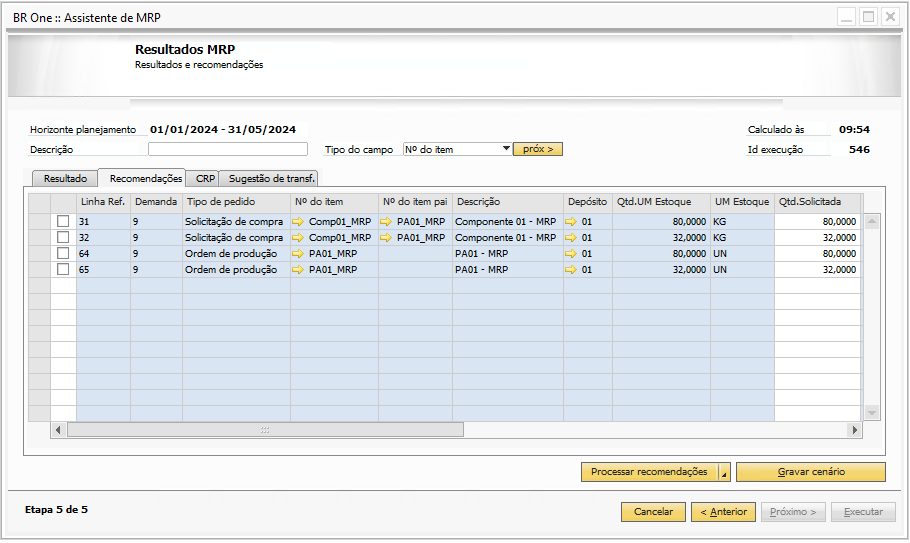 BR One :: Assistente de MRP
Resultados MRP
Resultados e recomendações
Horizonte planejamento 01/01/2024 - 31/05/2024 Calculado às 09:54
Descrição Tipo do campo Nº do item próx > Id execução 546
Resultado Recomendações CRP Sugestão de transf.
Linha Ref. Demanda Tipo de pedido Nº do item Nº do item pai Descrição Depósito Qtd.UM Estoque UM Estoque Qtd.Solicitada
31 9 Solicitação de compra Comp01_MRP PA01_MRP Componente 01 - MRP 01 80,0000 KG 80,0000
32 9 Solicitação de compra Comp01_MRP PA01_MRP Componente 01 - MRP 01 32,0000 KG 32,0000
64 9 Ordem de produção PA01_MRP PA01 - MRP 01 80,0000 UN 80,0000
65 9 Ordem de produção PA01_MRP PA01 - MRP 01 32,0000 UN 32,0000
Processar recomendações Gravar cenário
Etapa 5 de 5 Cancelar < Anterior Próximo > Executar